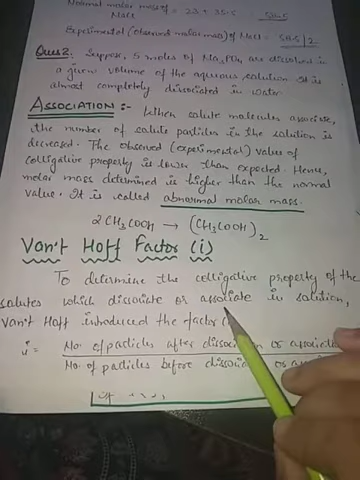 Normal molar mass of
NaCl = 23 + 35.5 = 58.5
Experimental (observed molar mass) of NaCl = 58.5/2
Ques 2. Suppose, 5 moles of Na3PO4 are dissolved in
a given volume of the aqueous solution. It is
almost completely dissociated in water.
ASSOCIATION :- When solute molecules associate,
the number of solute particles in the solution is
decreased. The observed (experimental) value of
colligative property is lower than expected. Hence,
molar mass determined is higher than the normal
value. It is called abnormal molar mass.
2CH3COOH → (CH3COOH)2
Van't Hoff Factor (i)
To determine the colligative property of the
solutes which dissociate or associate in solution,
Van't Hoff introduced the factor (
i = No. of particles after dissociation or associat
No. of particles before dissociat or as